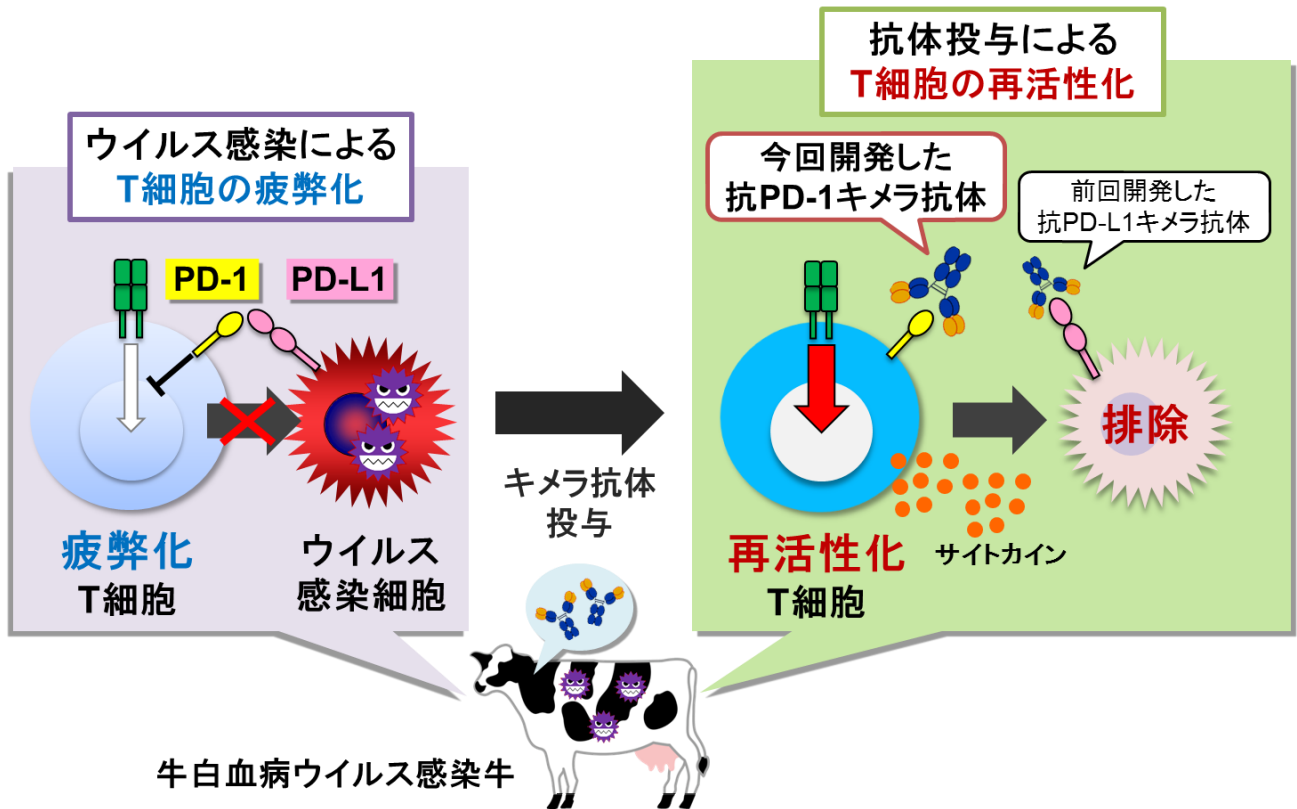 ウイルス感染による
T細胞の疲弊化
PD-1
PD-L1
疲弊化
T細胞
ウイルス
感染細胞
キメラ抗体
投与
抗体投与による
T細胞の再活性化
今回開発した
抗PD-1キメラ抗体
前回開発した
抗PD-L1キメラ抗体
排除
再活性化
T細胞
サイトカイン
牛白血病ウイルス感染牛